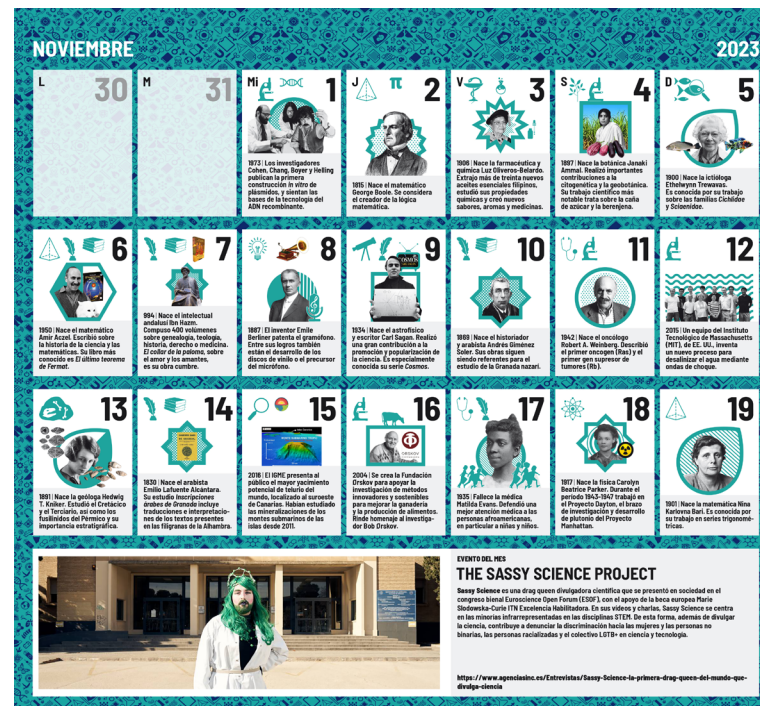 NOVIEMBRE
2023
L
30
M
31
Mi
1
1973 | Los investigadores
Cohen, Chang, Boyer y Helling
publican la primera
construcción in vitro de
plásmidos, y sientan las
bases de la tecnología del
ADN recombinante.
J
π
2
1815 | Nace el matemático
George Boole. Se considera
el creador de la lógica
matemática.
V
3
1906 | Nace la farmacéutica y
química Luz Oliveros-Belardo.
Extrajo más de treinta nuevos
aceites esenciales filipinos,
estudió sus propiedades
químicas y creó nuevos
sabores, aromas y medicinas.
S
4
1897 | Nace la botánica Janaki
Ammal. Realizó importantes
contribuciones a la
citogenética y la geobotánica.
Su trabajo científico más
notable trata sobre la caña
de azúcar y la berenjena.
D
5
1900 | Nace la ictióloga
Ethelwynn Trewavas.
Es conocida por su trabajo
sobre las familias Cichlidae
y Sciaenidae.
6
1950 | Nace el matemático
Amir Aczel. Escribió sobre
la historia de la ciencia y las
matemáticas. Su libro más
conocido es El último teorema
de Fermat.
7
994 | Nace el intelectual
andalusí Ibn Hazm.
Compuso 400 volúmenes
sobre genealogía, teología,
historia, derecho o medicina.
El collar de la paloma, sobre
el amor y los amantes,
es su obra cumbre.
8
1887 | El inventor Emile
Berliner patenta el gramófono.
Entre sus logros también
están el desarrollo de los
discos de vinilo o el precursor
del micrófono.
COSMOS
9
1934 | Nace el astrofísico
y escritor Carl Sagan. Realizó
una gran contribución a la
promoción y popularización de
la ciencia. Es especialmente
conocida su serie Cosmos.
10
1869 | Nace el historiador
y arabista Andrés Giménez
Soler. Sus obras siguen
siendo referentes para el
estudio de la Granada nazarí.
11
1942 | Nace el oncólogo
Robert A. Weinberg. Describió
el primer oncogen (Ras) y el
primer gen supresor de
tumores (Rb).
12
2015 | Un equipo del Instituto
Tecnológico de Massachusetts
(MIT), de EE. UU., inventa
un nuevo proceso para
desalinizar el agua mediante
ondas de choque.
13
1891 | Nace la geóloga Hedwig
T. Kniker. Estudió el Cretácico
y el Terciario, así como los
fusilínidos del Pérmico y su
importancia estratigráfica.
14
1830 | Nace el arabista
Emilio Lafuente Alcántara.
Su estudio Inscripciones
árabes de Granada incluye
traducciones e interpretacio-
nes de los textos presentes
en las filigranas de la Alhambra.
15
2016 | El IGME presenta al
público el mayor yacimiento
potencial de telurio del
mundo, localizado al suroeste
de Canarias. Habían estudiado
las mineralizaciones de los
montes submarinos de las
islas desde 2011.
16
ORSKOV
2004 | Se crea la Fundación
Orskov para apoyar la
investigación de métodos
innovadores y sostenibles
para mejorar la ganadería
y la producción de alimentos.
Rinde homenaje al investiga-
dor Bob Orskov.
17
1935 | Fallece la médica
Matilda Evans. Defendió una
mejor atención médica a las
personas afroamericanas,
en particular a niñas y niños.
18
1917 | Nace la física Carolyn
Beatrice Parker. Durante el
período 1943-1947 trabajó en
el Proyecto Dayton, el brazo
de investigación y desarrollo
de plutonio del Proyecto
Manhattan.
19
1901 | Nace la matemática Nina
Karlovna Bari. Es conocida por
su trabajo en series trigonomé-
tricas.
EVENTO DEL MES
THE SASSY SCIENCE PROJECT
Sassy Science es una drag queen divulgadora científica que se presentó en sociedad en el
congreso bienal Euroscience Open Forum (ESOF), con el apoyo de la beca europea Marie
Slodowska-Curie ITN Excelencia Habilitadora. En sus vídeos y charlas, Sassy Science se centra
en las minorías infrarrepresentadas en las disciplinas STEM. De esta forma, además de divulgar
la ciencia, contribuye a denunciar la discriminación hacia las mujeres y las personas no
binarias, las personas racializadas y el colectivo LGTB+ en ciencia y tecnología.
https://www.agenciasinc.es/Entrevistas/Sassy-Science-la-primera-drag-queen-del-mundo-que-
divulga-ciencia